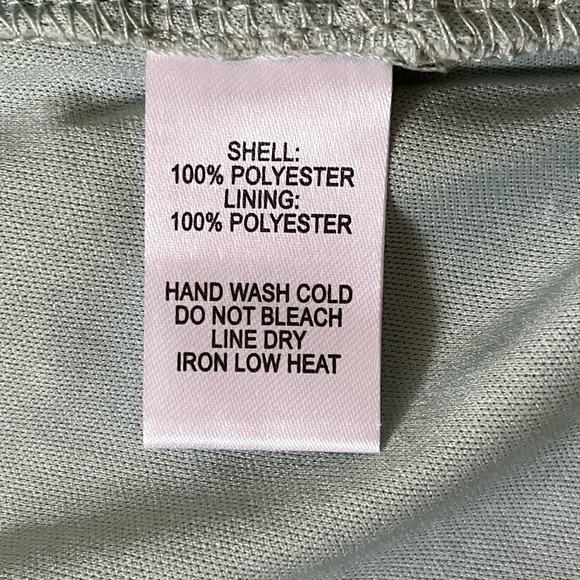 SHELL:
100% POLYESTER
LINING:
100% POLYESTER
HAND WASH COLD
DO NOT BLEACH
LINE DRY
IRON LOW HEAT